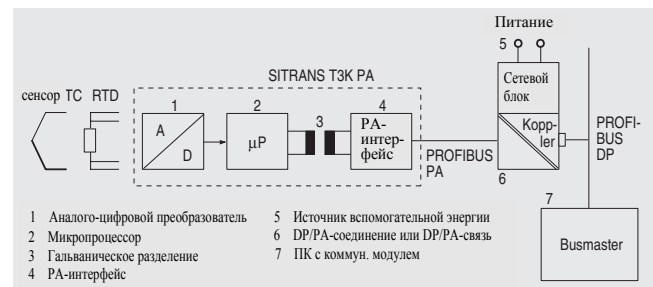 Питание
5
SITRANS T3K PA
Сетевой
блок
сенсор TC RTD
1
2
3
4
A
D
µP
PA-
интер-
фейс
PROFIBUS
PA
Kopp-
ler
6
PROFI-
BUS
DP
7
Busmaster
1 Аналого-цифровой преобразователь
2 Микропроцессор
3 Гальваническое разделение
4 PA-интерфейс
5 Источник вспомогательной энергии
6 DP/PA-соединение или DP/PA-связь
7 ПК с коммун. модулем